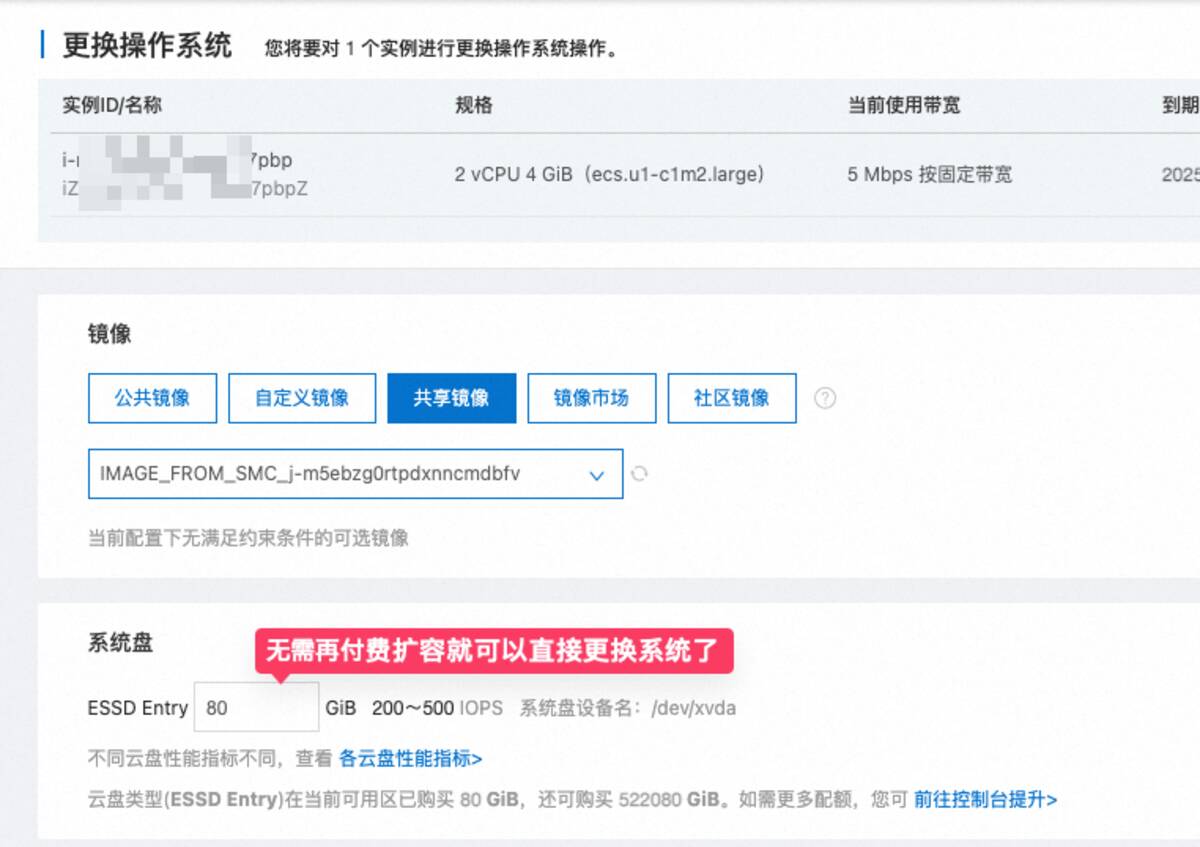 更换操作系统 您将要对 1 个实例进行更换操作系统操作。
实例ID/名称 规格 当前使用带宽 到期
7pbp
7pbpZ
2 vCPU 4 GiB（ecs.u1-c1m2.large） 5 Mbps 按固定带宽 2025
镜像
公共镜像 自定义镜像 共享镜像 镜像市场 社区镜像 ?
IMAGE_FROM_SMC_j-m5ebzg0rtpdxnncmdbfv
当前配置下无满足约束条件的可选镜像
系统盘
无需再付费扩容就可以直接更换系统了
ESSD Entry 80 GiB 200～500 IOPS 系统盘设备名：/dev/xvda
不同云盘性能指标不同，查看 各云盘性能指标>
云盘类型(ESSD Entry)在当前可用区已购买 80 GiB，还可购买 522080 GiB。如需更多配额，您可 前往控制台提升>